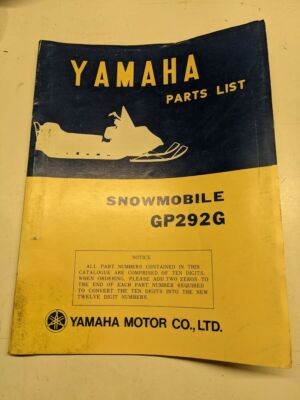 YAMAHA
PARTS LIST
SNOWMOBILE
GP292G
NOTICE
ALL PART NUMBERS CONTAINED IN THIS
CATALOGUE ARE COMPRISED OF TEN DIGITS.
WHEN ORDERING, PLEASE ADD TWO ZEROS TO
THE END OF EACH PART NUMBER REQUIRED
TO CONVERT THE TEN DIGITS INTO THE NEW
TWELVE DIGIT NUMBERS.
YAMAHA MOTOR CO., LTD.